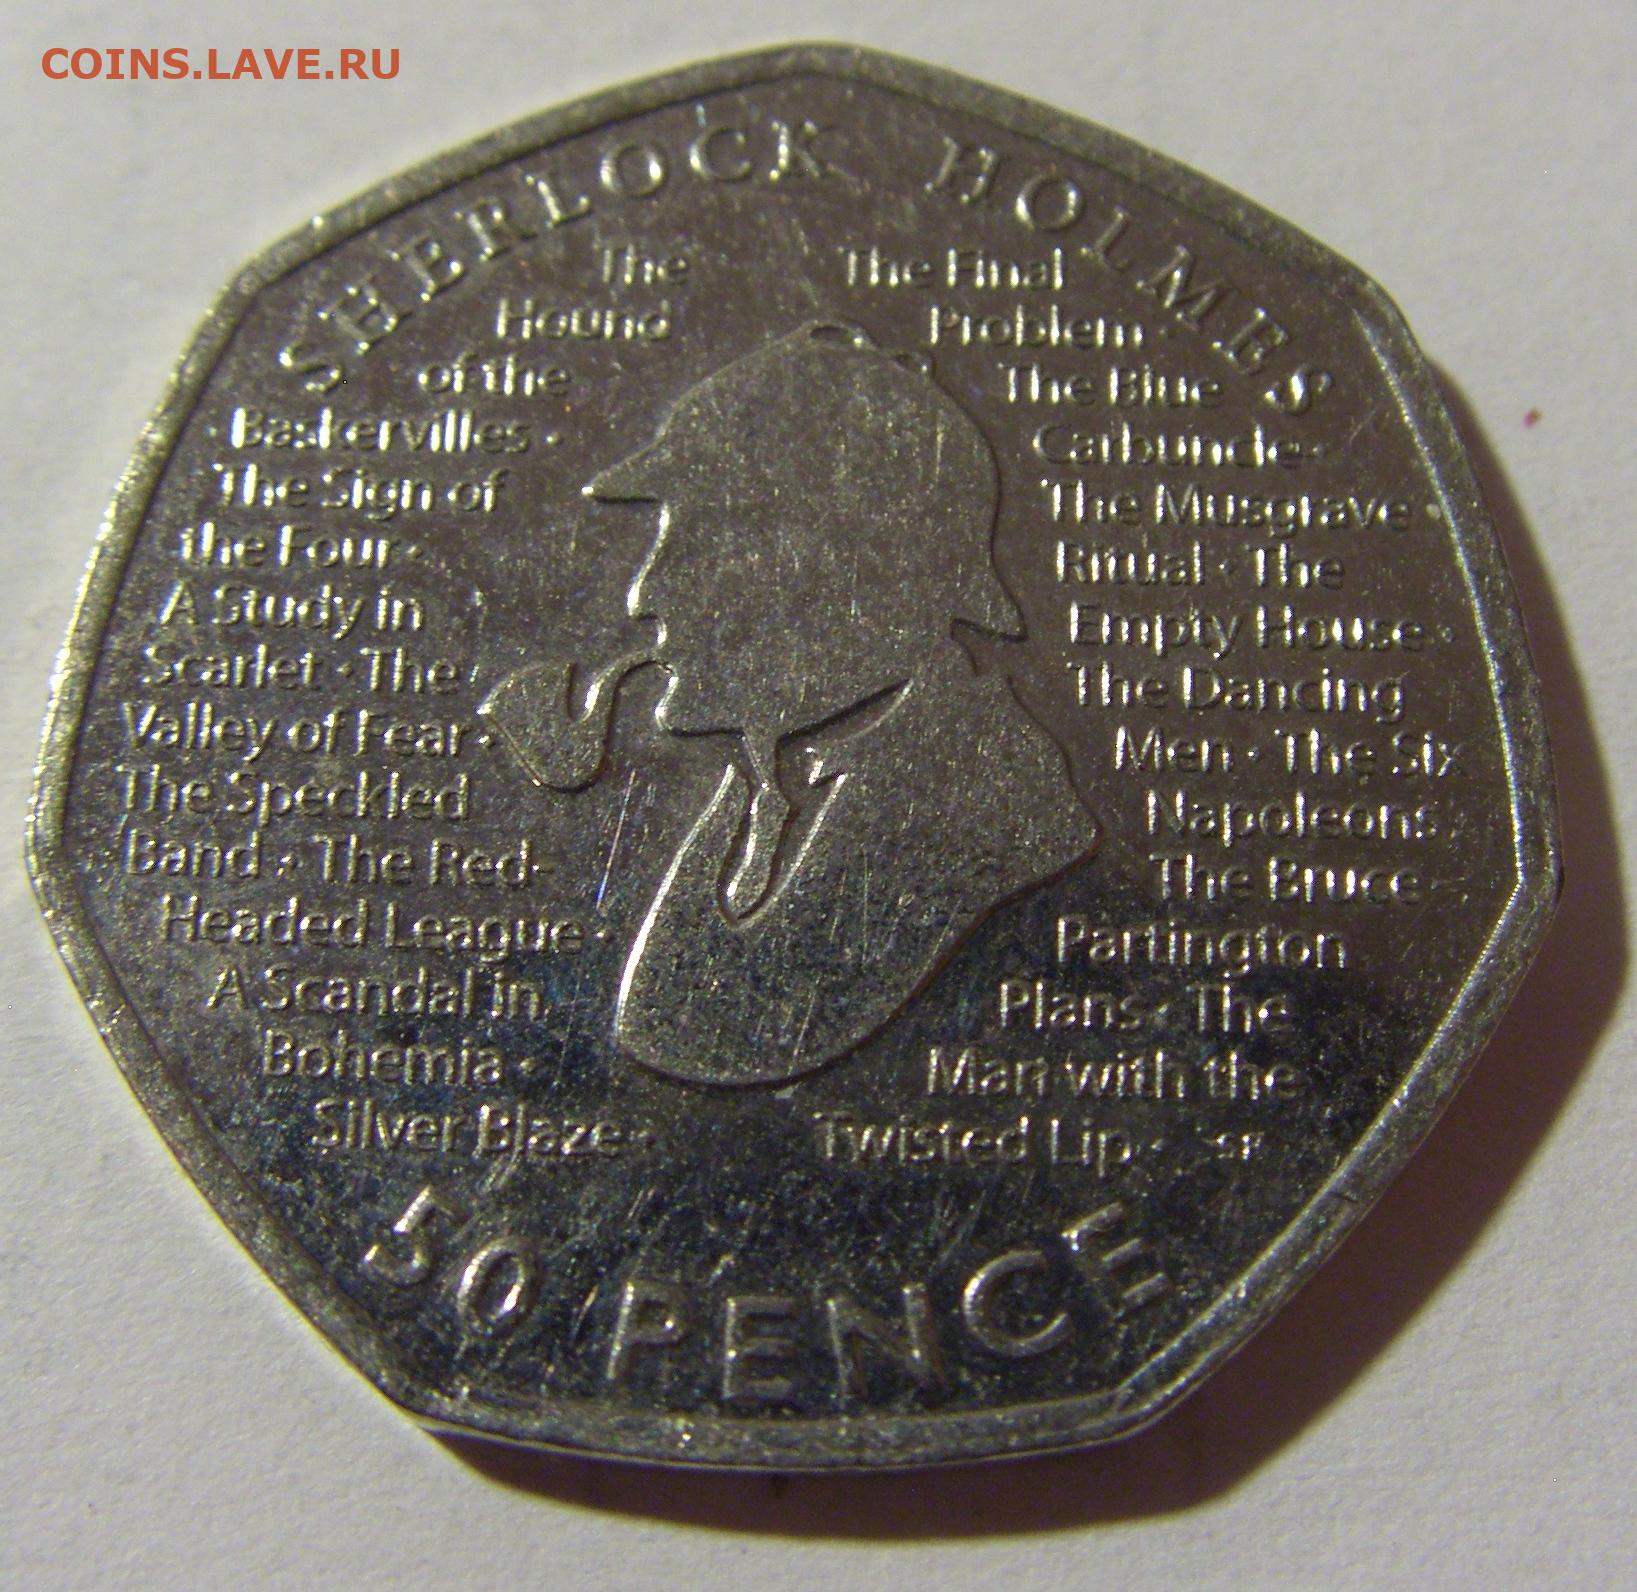 COINS.LAVE.RU
SHERLOCK HOLMES
The
Hound
of the
· Baskervilles ·
The Sign of
the Four ·
A Study in
Scarlet · The
Valley of Fear ·
The Speckled
Band · The Red-
Headed League ·
A Scandal in
Bohemia ·
Silver Blaze ·
The Final
Problem ·
The Blue
Carbuncle ·
The Musgrave ·
Ritual · The
Empty House ·
The Dancing
Men · The Six
Napoleons ·
The Bruce -
Partington
Plans · The
Man with the
Twisted Lip · SR
50 PENCE